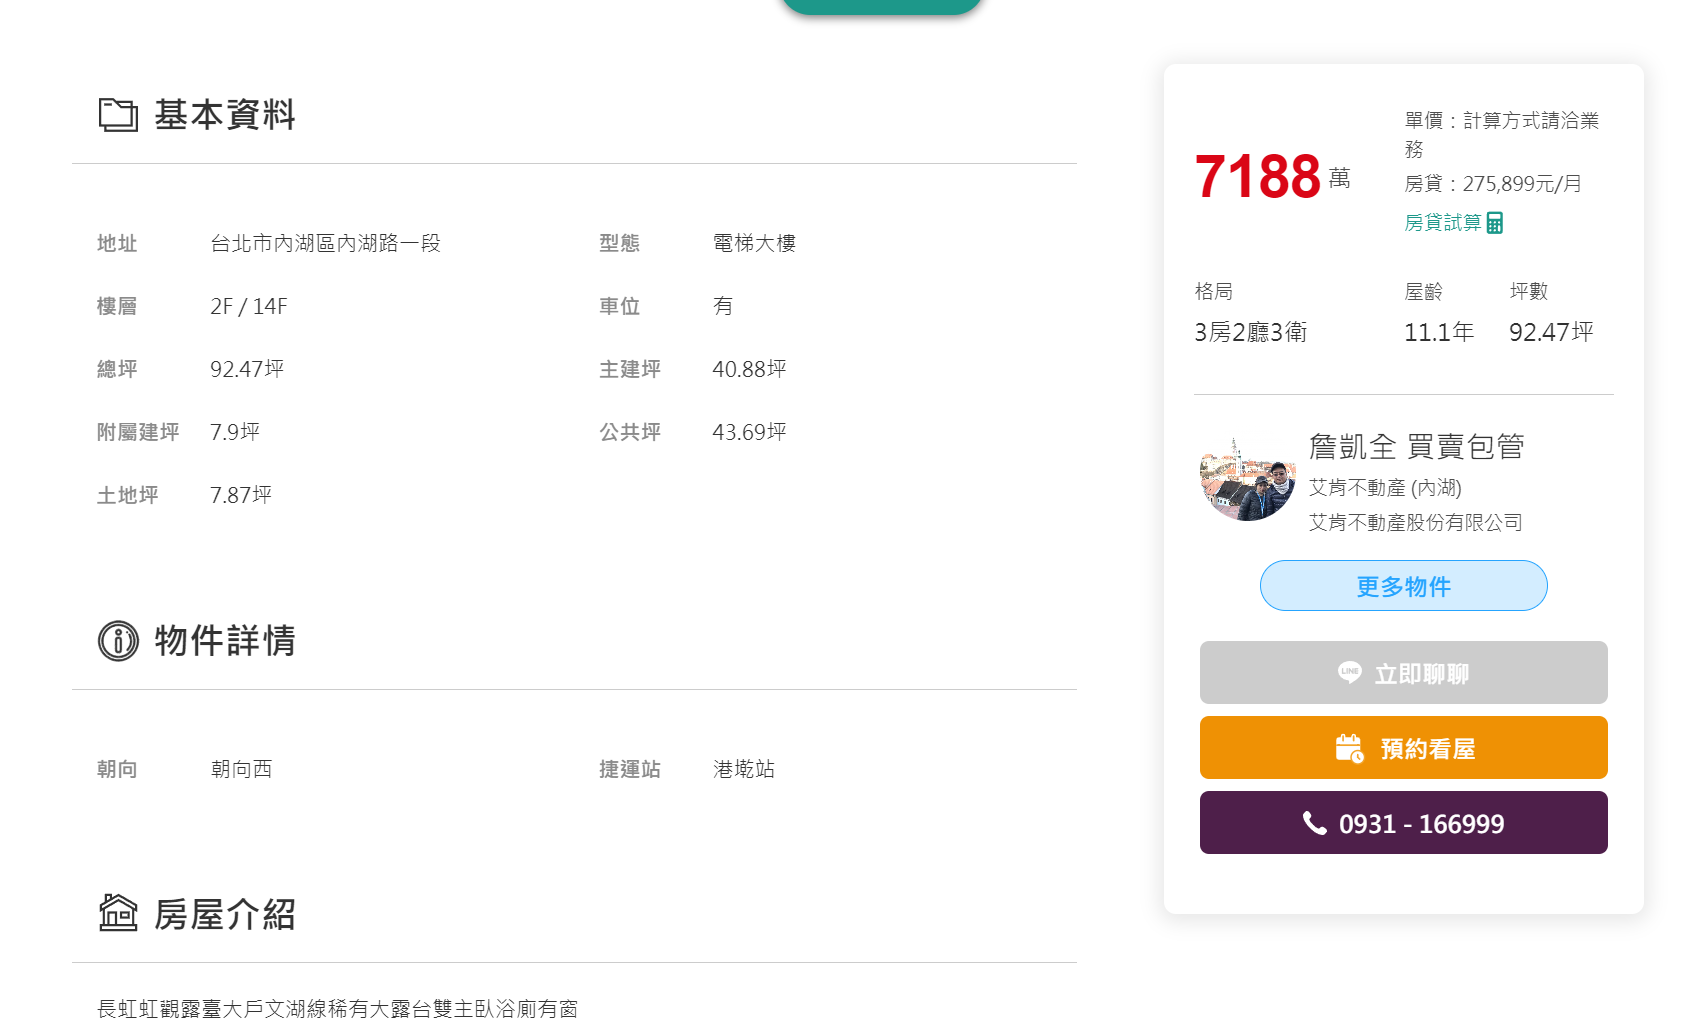 基本資料
地址 台北市內湖區內湖路一段 型態 電梯大樓
樓層 2F / 14F 車位 有
總坪 92.47坪 主建坪 40.88坪
附屬建坪 7.9坪 公共坪 43.69坪
土地坪 7.87坪
物件詳情
朝向 朝向西 捷運站 港墘站
房屋介紹
長虹虹觀露臺大戶文湖線稀有大露台雙主臥浴廁有窗
7188 萬
單價：計算方式請洽業
務
房貸：275,899元/月
房貸試算
格局 屋齡 坪數
3房2廳3衛 11.1年 92.47坪
詹凱全 買賣包管
艾肯不動產 (內湖)
艾肯不動產股份有限公司
更多物件
LINE 立即聊聊
預約看屋
0931 - 166999